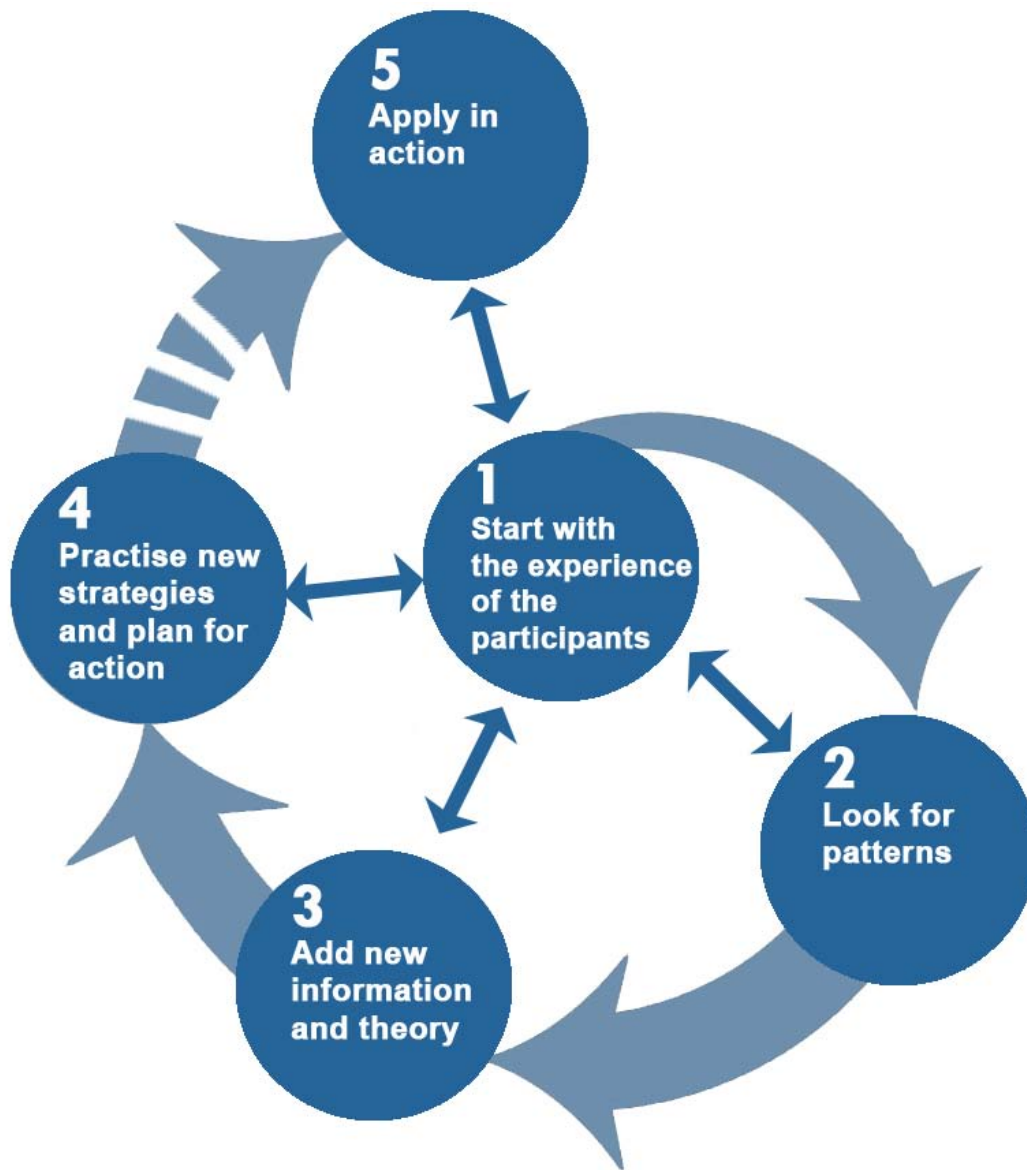 5
Apply in
action
1
Start with
the experience
of the
participants
4
Practise new
strategies
and plan for
action
2
Look for
patterns
3
Add new
information
and theory